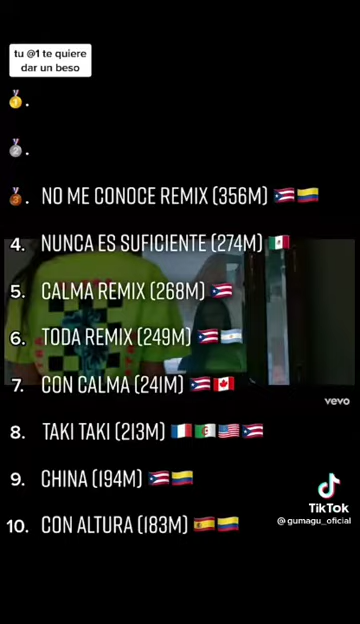 tu @1 te quiere
dar un beso
🥇.
🥈.
🥉. NO ME CONOCE REMIX (356M) 🇵🇷🇨🇴
4. NUNCA ES SUFICIENTE (274M) 🇲🇽
5. CALMA REMIX (268M) 🇵🇷
6. TODA REMIX (249M) 🇵🇷🇦🇷
7. CON CALMA (241M) 🇵🇷🇨🇦
8. TAKI TAKI (213M) 🇫🇷🇩🇿🇺🇸🇵🇷
9. CHINA (194M) 🇵🇷🇨🇴
10. CON ALTURA (183M) 🇪🇸🇨🇴
vevo
TikTok
@gumagu_oficial